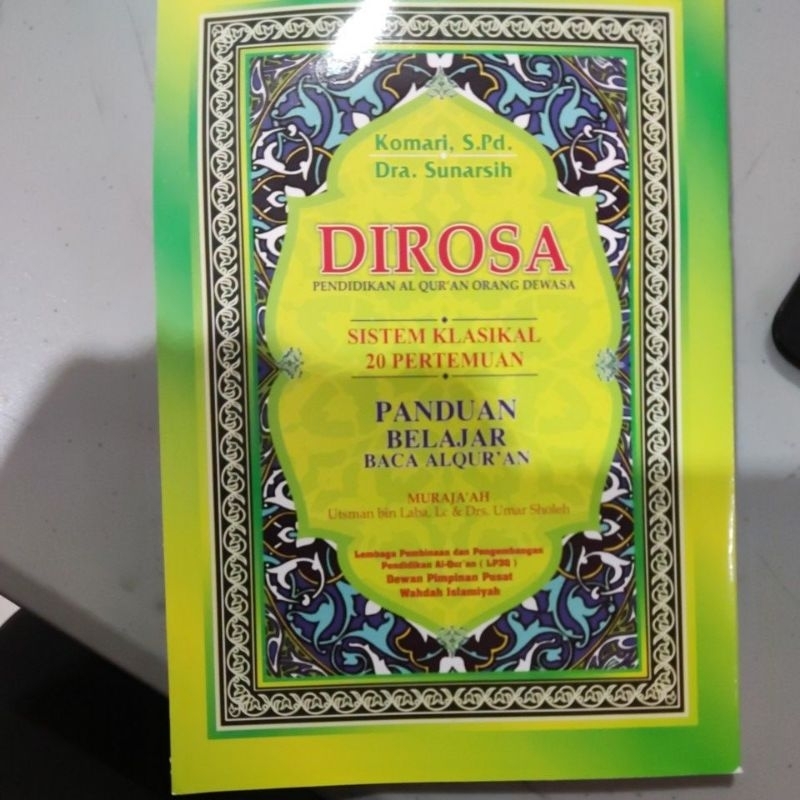 Komari, S.Pd.
Dra. Sunarsih
DIROSA
PENDIDIKAN AL QUR'AN ORANG DEWASA
SISTEM KLASIKAL
20 PERTEMUAN
PANDUAN
BELAJAR
BACA ALQUR'AN
MURAJA'AH
Utsman bin Laba, Lc & Drs. Umar Sholeh
Lembaga Pembinaan dan Pengembangan
Pendidikan Al-Qur'an ( LP3Q )
Dewan Pimpinan Pusat
Wahdah Islamiyah